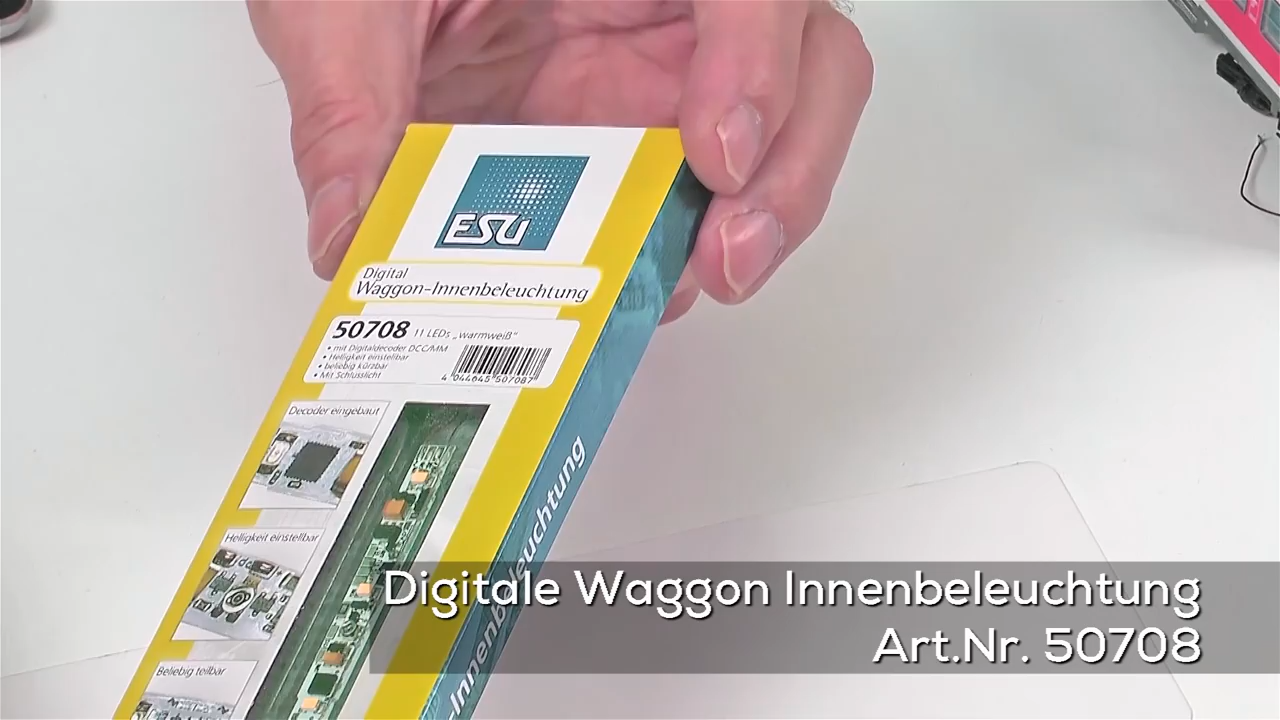 ESU
Digital
Waggon-Innenbeleuchtung
50708 11 LEDs „warmweiß“
• mit Digitaldecoder DCC/MM
• Helligkeit einstellbar
• beliebig kürzbar
• Mit Schlusslicht
4 044645 507087
Decoder eingebaut
Helligkeit einstellbar
Beliebig teilbar
-Innenbeleuchtung
Digitale Waggon Innenbeleuchtung
Art.Nr. 50708